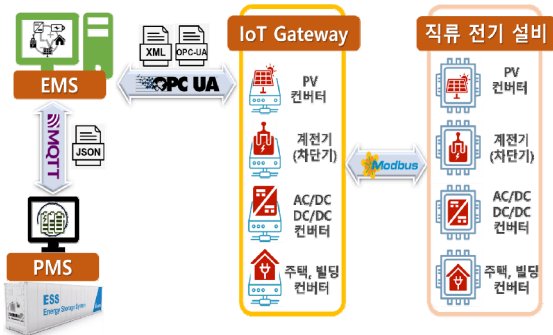 EMS
XML
OPC-UA
OPC UA
MQTT
JSON
PMS
ESS
Energy Storage System
IoT Gateway
PV
컨버터
계전기
(차단기)
AC/DC
DC/DC
컨버터
주택, 빌딩
컨버터
Modbus
직류 전기 설비
PV
컨버터
계전기
(차단기)
AC/DC
DC/DC
컨버터
주택, 빌딩
컨버터